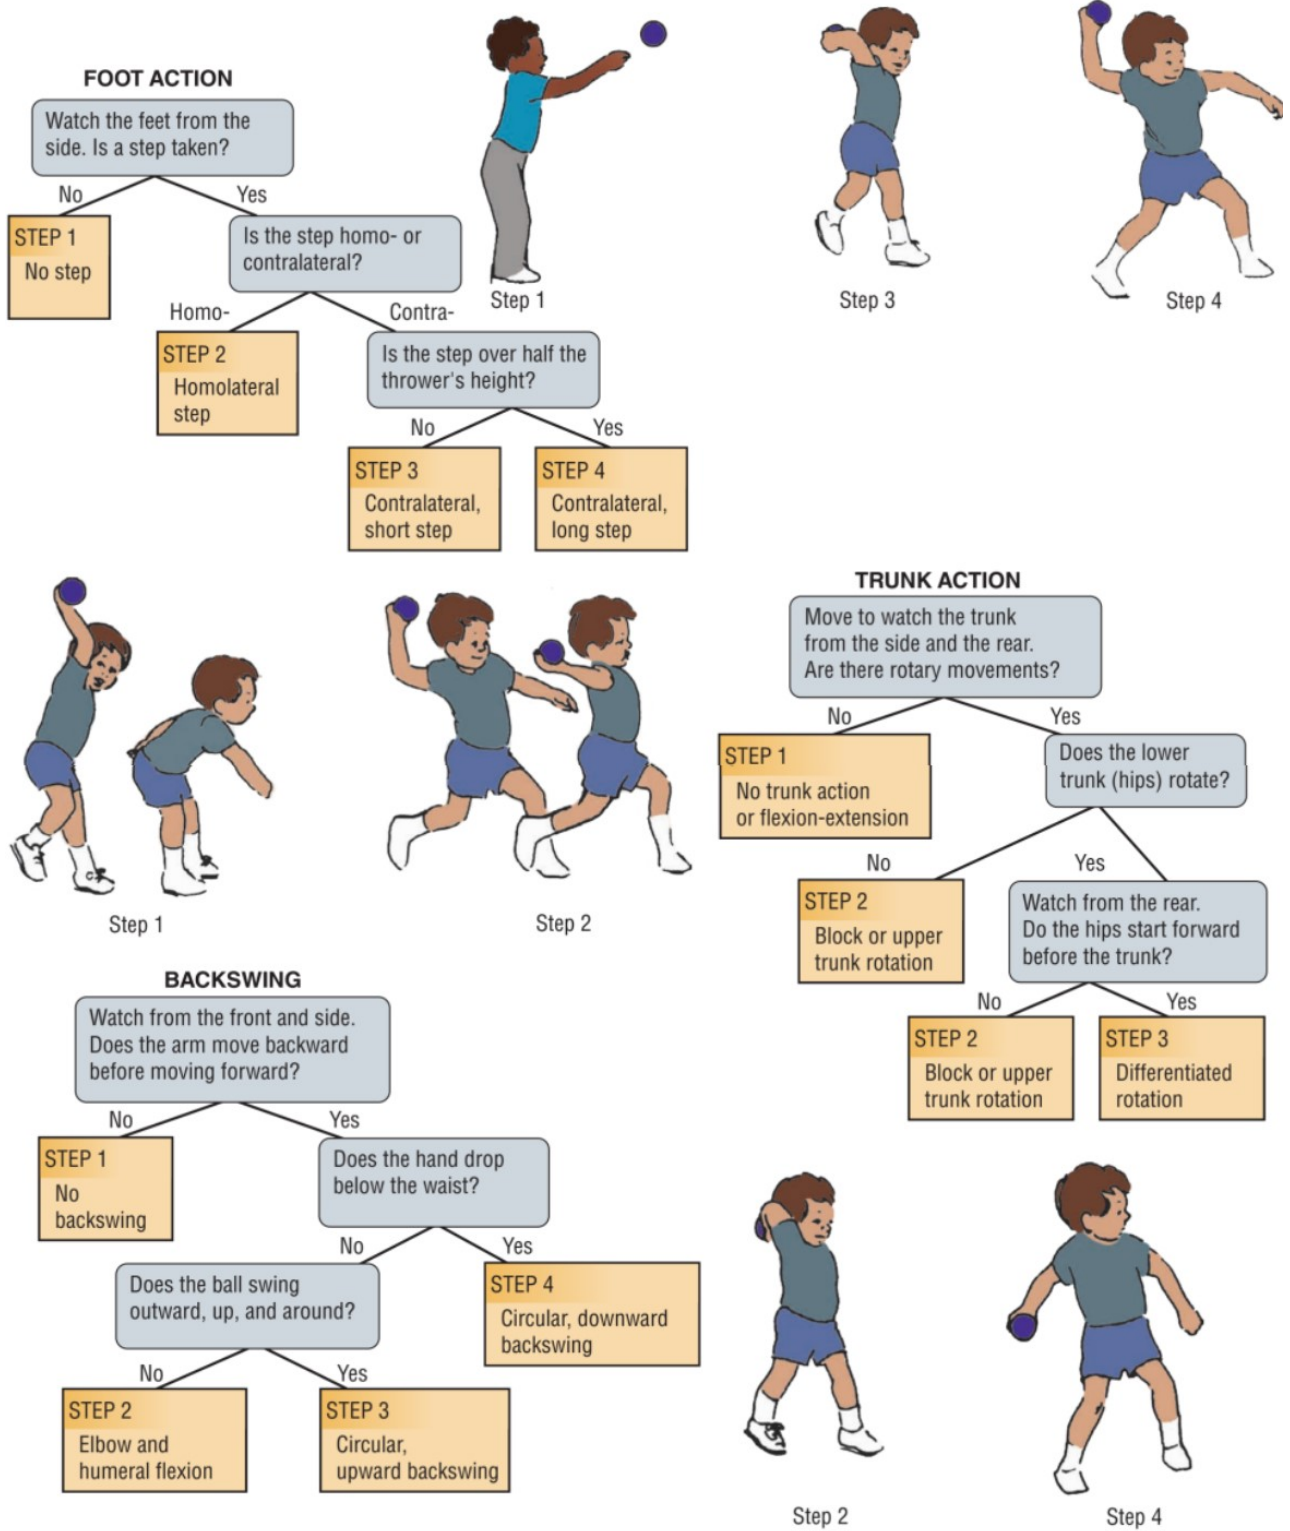 FOOT ACTION
Watch the feet from the
side. Is a step taken?
No
Yes
STEP 1
No step
Is the step homo- or
contralateral?
Homo-
Contra-
STEP 2
Homolateral
step
Is the step over half the
thrower's height?
No
Yes
STEP 3
Contralateral,
short step
STEP 4
Contralateral,
long step
Step 1
Step 3
Step 4
Step 1
Step 2
TRUNK ACTION
Move to watch the trunk
from the side and the rear.
Are there rotary movements?
No
Yes
STEP 1
No trunk action
or flexion-extension
Does the lower
trunk (hips) rotate?
No
Yes
STEP 2
Block or upper
trunk rotation
Watch from the rear.
Do the hips start forward
before the trunk?
No
Yes
STEP 2
Block or upper
trunk rotation
STEP 3
Differentiated
rotation
BACKSWING
Watch from the front and side.
Does the arm move backward
before moving forward?
No
Yes
STEP 1
No
backswing
Does the hand drop
below the waist?
No
Yes
Does the ball swing
outward, up, and around?
STEP 4
Circular, downward
backswing
No
Yes
STEP 2
Elbow and
humeral flexion
STEP 3
Circular,
upward backswing
Step 2
Step 4